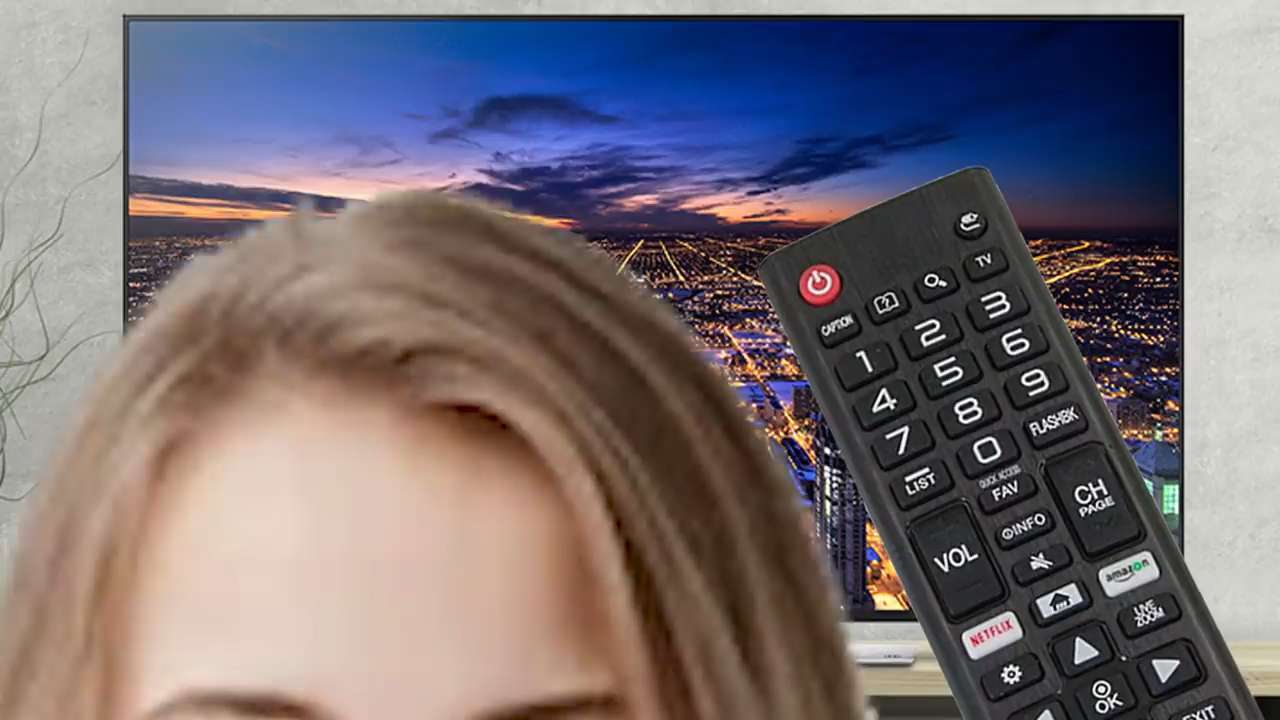 TV
CAPTION
1 2 3
4 5 6
7 8 9
LIST 0 FLASHBK
QUICK ACCESS
FAV
VOL INFO CH
PAGE
NETFLIX amazon
LIVE
ZOOM
OK
EXIT